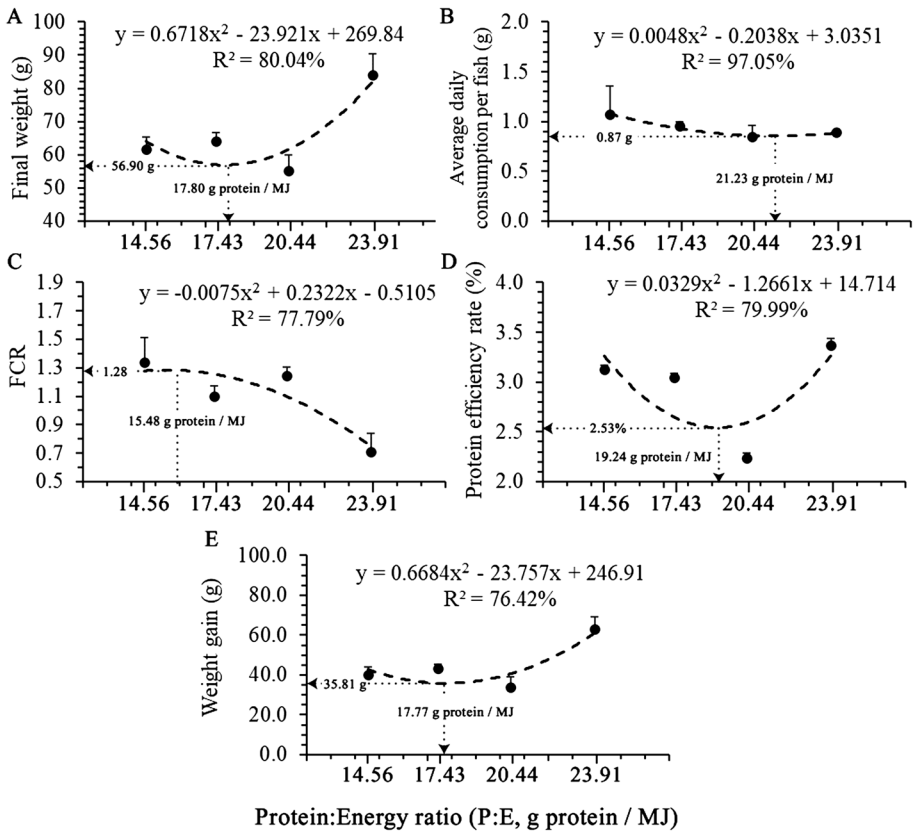 A
y = 0.6718x² - 23.921x + 269.84
R² = 80.04%
Final weight (g)
100
90
80
70
60
50
40
56.90 g
17.80 g protein / MJ
14.56 17.43 20.44 23.91
B
y = 0.0048x² - 0.2038x + 3.0351
R² = 97.05%
Average daily
consumption per fish (g)
2.0
1.5
1.0
0.5
0.0
0.87 g
21.23 g protein / MJ
14.56 17.43 20.44 23.91
C
y = -0.0075x² + 0.2322x - 0.5105
R² = 77.79%
FCR
1.9
1.7
1.5
1.3
1.1
0.9
0.7
0.5
1.28
15.48 g protein / MJ
14.56 17.43 20.44 23.91
D
y = 0.0329x² - 1.2661x + 14.714
R² = 79.99%
Protein efficiency rate (%)
4.0
3.5
3.0
2.5
2.0
2.53%
19.24 g protein / MJ
14.56 17.43 20.44 23.91
E
y = 0.6684x² - 23.757x + 246.91
R² = 76.42%
Weight gain (g)
100.0
80.0
60.0
40.0
20.0
0.0
35.81 g
17.77 g protein / MJ
14.56 17.43 20.44 23.91
Protein:Energy ratio (P:E, g protein / MJ)